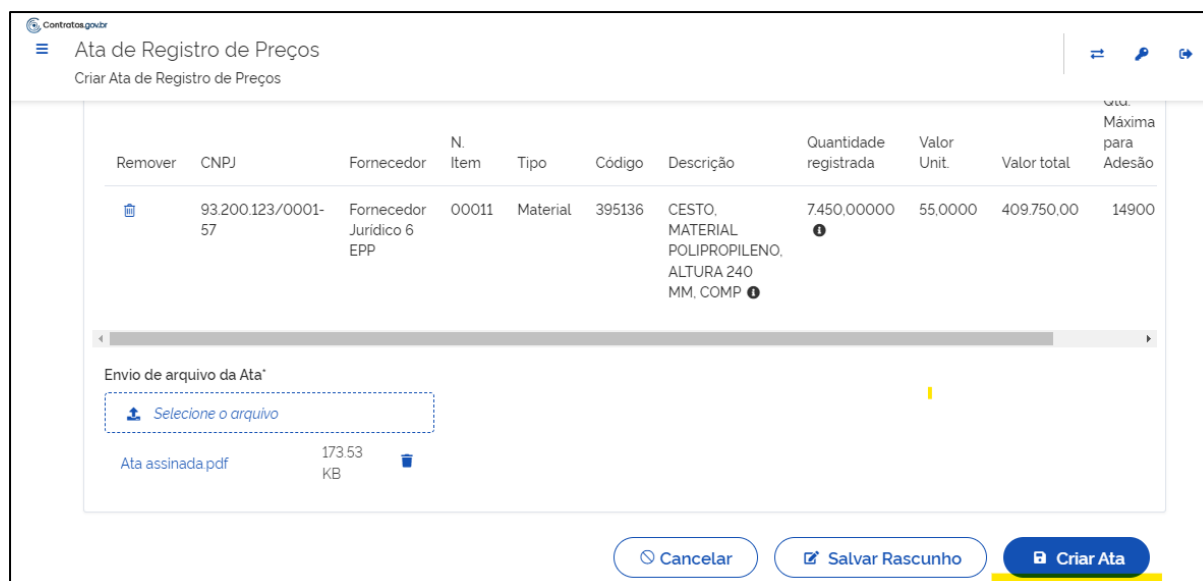 Contratos.gov.br
Ata de Registro de Preços
Criar Ata de Registro de Preços
Qtd.
Máxima
para
Adesão
Remover CNPJ Fornecedor N. Item Tipo Código Descrição Quantidade registrada Valor Unit. Valor total
93.200.123/0001-57 Fornecedor Jurídico 6 EPP 00011 Material 395136 CESTO, MATERIAL POLIPROPILENO, ALTURA 240 MM, COMP 7.450,00000 55,0000 409.750,00 14900
Envio de arquivo da Ata*
Selecione o arquivo
Ata assinada.pdf 173.53 KB
Cancelar Salvar Rascunho Criar Ata